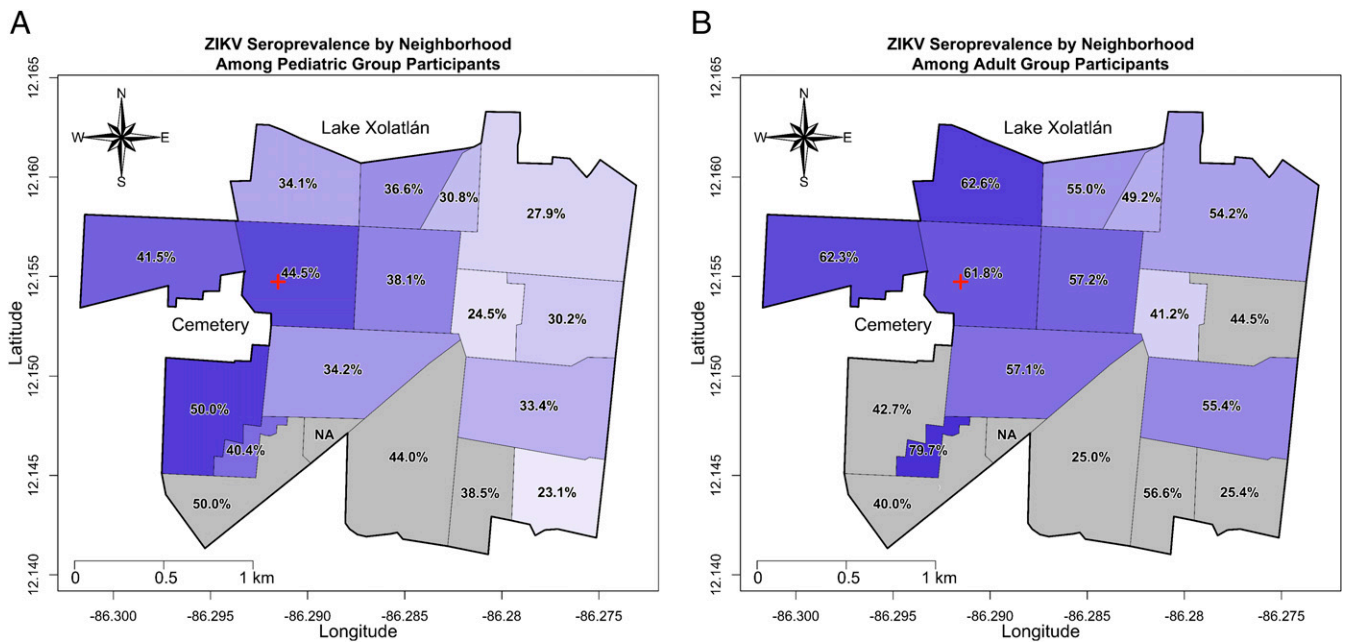 A
ZIKV Seroprevalence by Neighborhood
Among Pediatric Group Participants
12.165
12.160
12.155
12.150
12.145
12.140
Latitude
N
W
E
S
Lake Xolatlán
34.1%
36.6%
30.8%
27.9%
41.5%
44.5%
38.1%
24.5%
30.2%
Cemetery
34.2%
33.4%
50.0%
40.4%
NA
44.0%
38.5%
23.1%
50.0%
0
0.5
1 km
-86.300
-86.295
-86.290
-86.285
-86.28
-86.275
Longitude
B
ZIKV Seroprevalence by Neighborhood
Among Adult Group Participants
12.165
12.160
12.155
12.150
12.145
12.140
Latitude
N
W
E
S
Lake Xolatlán
62.6%
55.0%
49.2%
54.2%
62.3%
61.8%
57.2%
41.2%
44.5%
Cemetery
57.1%
55.4%
42.7%
79.7%
NA
25.0%
56.6%
25.4%
40.0%
0
0.5
1 km
-86.300
-86.295
-86.290
-86.285
-86.28
-86.275
Longitude